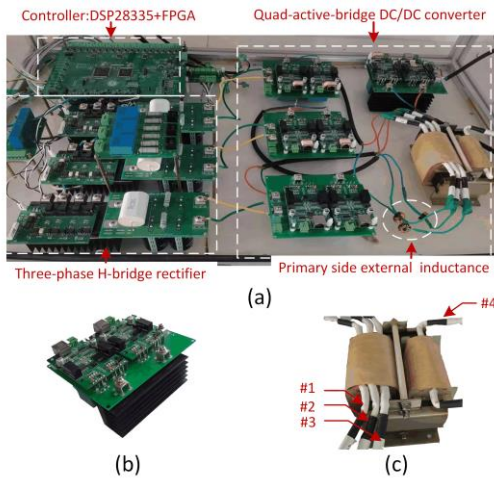 Controller:DSP28335+FPGA
Quad-active-bridge DC/DC converter
Three-phase H-bridge rectifier
Primary side external inductance
(a)
#4
#1
#2
#3
(b)
(c)